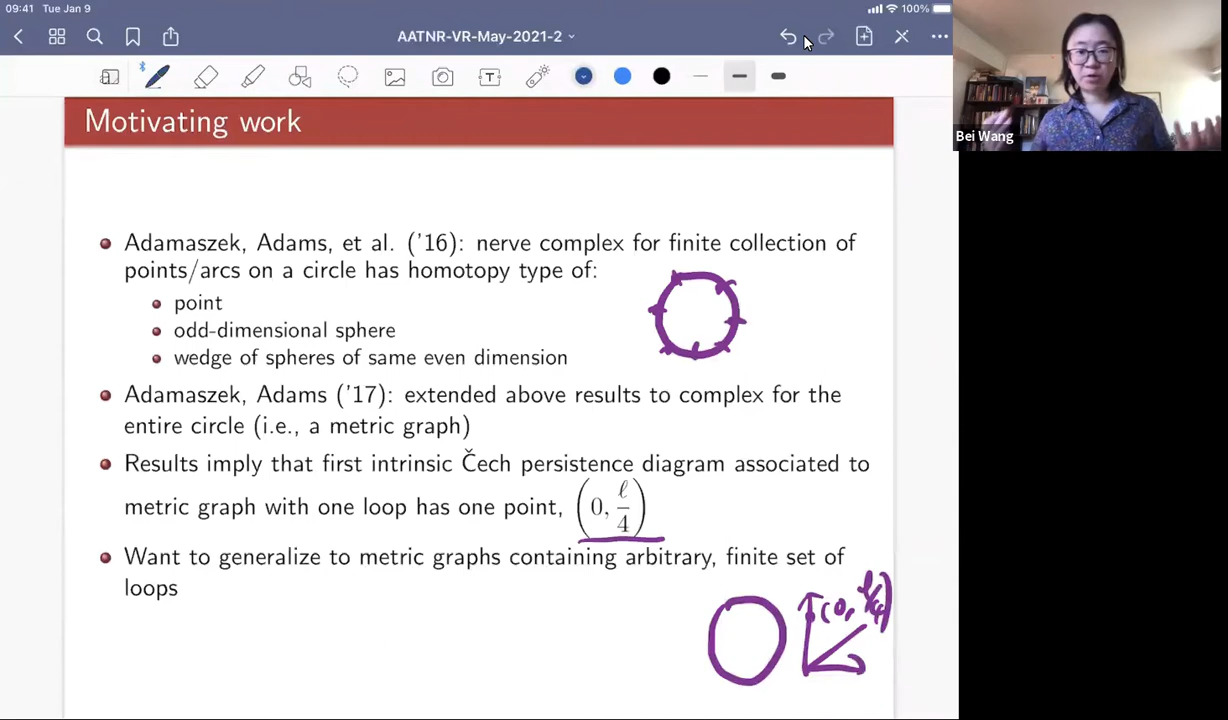 09:41 Tue Jan 9
100%
AATNR-VR-May-2021-2
T
Bei Wang
Motivating work
Adamaszek, Adams, et al. ('16): nerve complex for finite collection of
points/arcs on a circle has homotopy type of:
point
odd-dimensional sphere
wedge of spheres of same even dimension
Adamaszek, Adams ('17): extended above results to complex for the
entire circle (i.e., a metric graph)
Results imply that first intrinsic Čech persistence diagram associated to
metric graph with one loop has one point, (0, ℓ/4)
Want to generalize to metric graphs containing arbitrary, finite set of
loops
(0, ℓ/4)